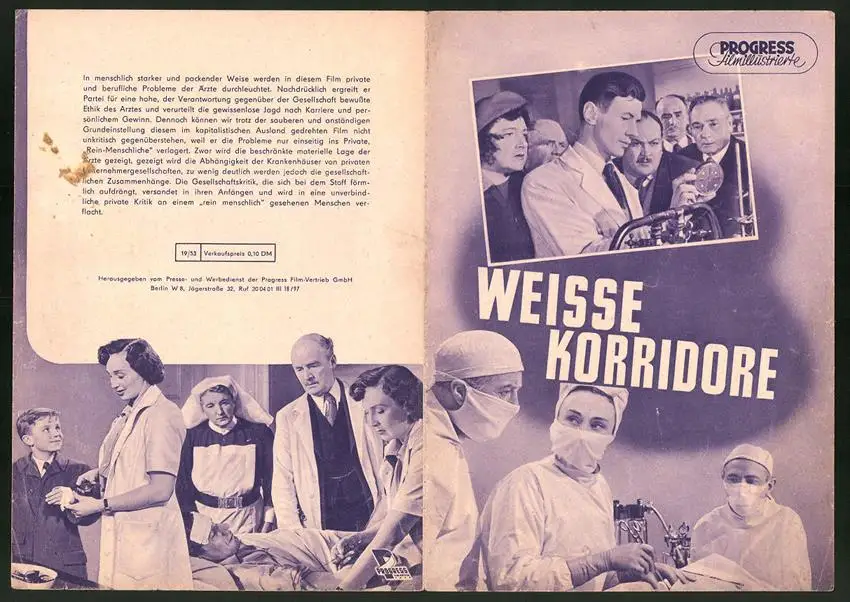 In menschlich starker und packender Weise werden in diesem Film private
und berufliche Probleme der Ärzte durchleuchtet. Nachdrücklich ergreift er
Partei für eine hohe, der Verantwortung gegenüber der Gesellschaft bewußte
Ethik des Arztes und verurteilt die gewissenlose Jagd nach Karriere und per-
sönlichem Gewinn. Dennoch können wir trotz der sauberen und anständigen
Grundeinstellung diesem im kapitalistischen Ausland gedrehten Film nicht
unkritisch gegenüberstehen, weil er die Probleme nur einseitig ins Private,
„Rein-Menschliche" verlagert. Zwar wird die beschränkte materielle Lage der
Ärzte gezeigt, gezeigt wird die Abhängigkeit der Krankenhäuser von privaten
Unternehmergesellschaften, zu wenig deutlich werden jedoch die gesellschaft-
lichen Zusammenhänge. Die Gesellschaftskritik, die sich bei dem Stoff förm-
lich aufdrängt, versandet in ihren Anfängen und wird in eine unverbind-
liche private Kritik an einem „rein menschlich" gesehenen Menschen ver-
flacht.
19/53 Verkaufspreis 0,10 DM
Herausgegeben vom Presse- und Werbedienst der Progress Film-Vertrieb GmbH
Berlin W 8, Jägerstraße 32, Ruf 20 04 01 III 18/97
PROGRESS
PROGRESS
Filmillustrierte
WEISSE
KORRIDORE